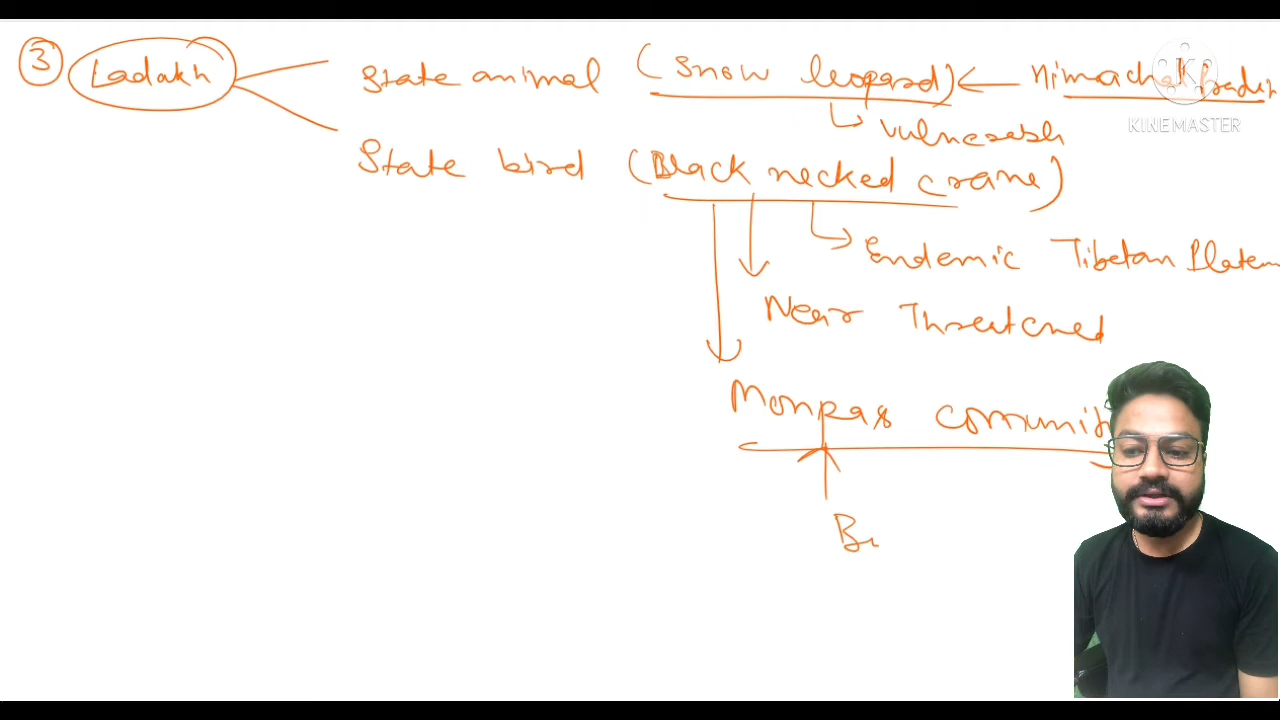 3 Ladakh
State animal (Snow leopard) ← Himachal Pradesh
Vulnerable
State bird (Black necked crane)
Endemic Tibetan Plateau
Near Threatened
Monpas community
B
KINEMASTER